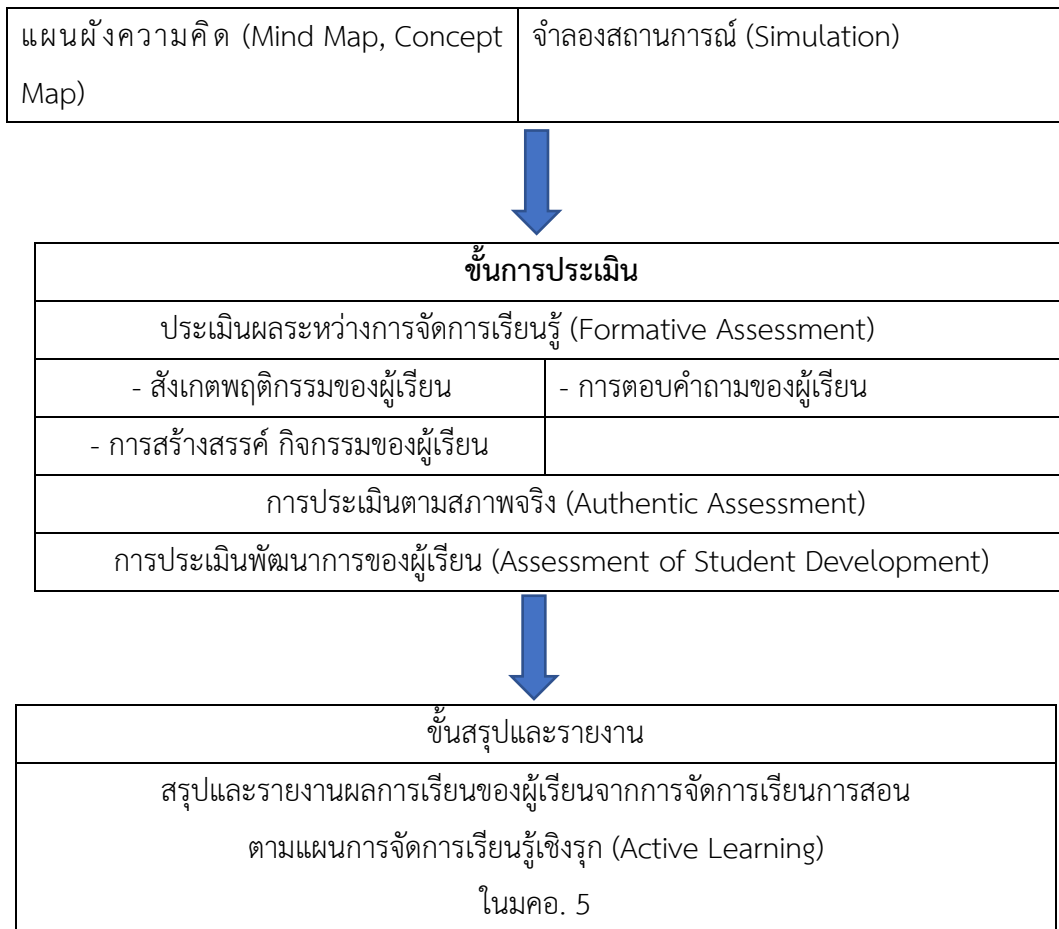 แผนผังความคิด (Mind Map, Concept
Map)
จำลองสถานการณ์ (Simulation)
ขั้นการประเมิน
ประเมินผลระหว่างการจัดการเรียนรู้ (Formative Assessment)
- สังเกตพฤติกรรมของผู้เรียน
- การตอบคำถามของผู้เรียน
- การสร้างสรรค์ กิจกรรมของผู้เรียน
การประเมินตามสภาพจริง (Authentic Assessment)
การประเมินพัฒนาการของผู้เรียน (Assessment of Student Development)
ขั้นสรุปและรายงาน
สรุปและรายงานผลการเรียนของผู้เรียนจากการจัดการเรียนการสอน
ตามแผนการจัดการเรียนรู้เชิงรุก (Active Learning)
ในมคอ. 5